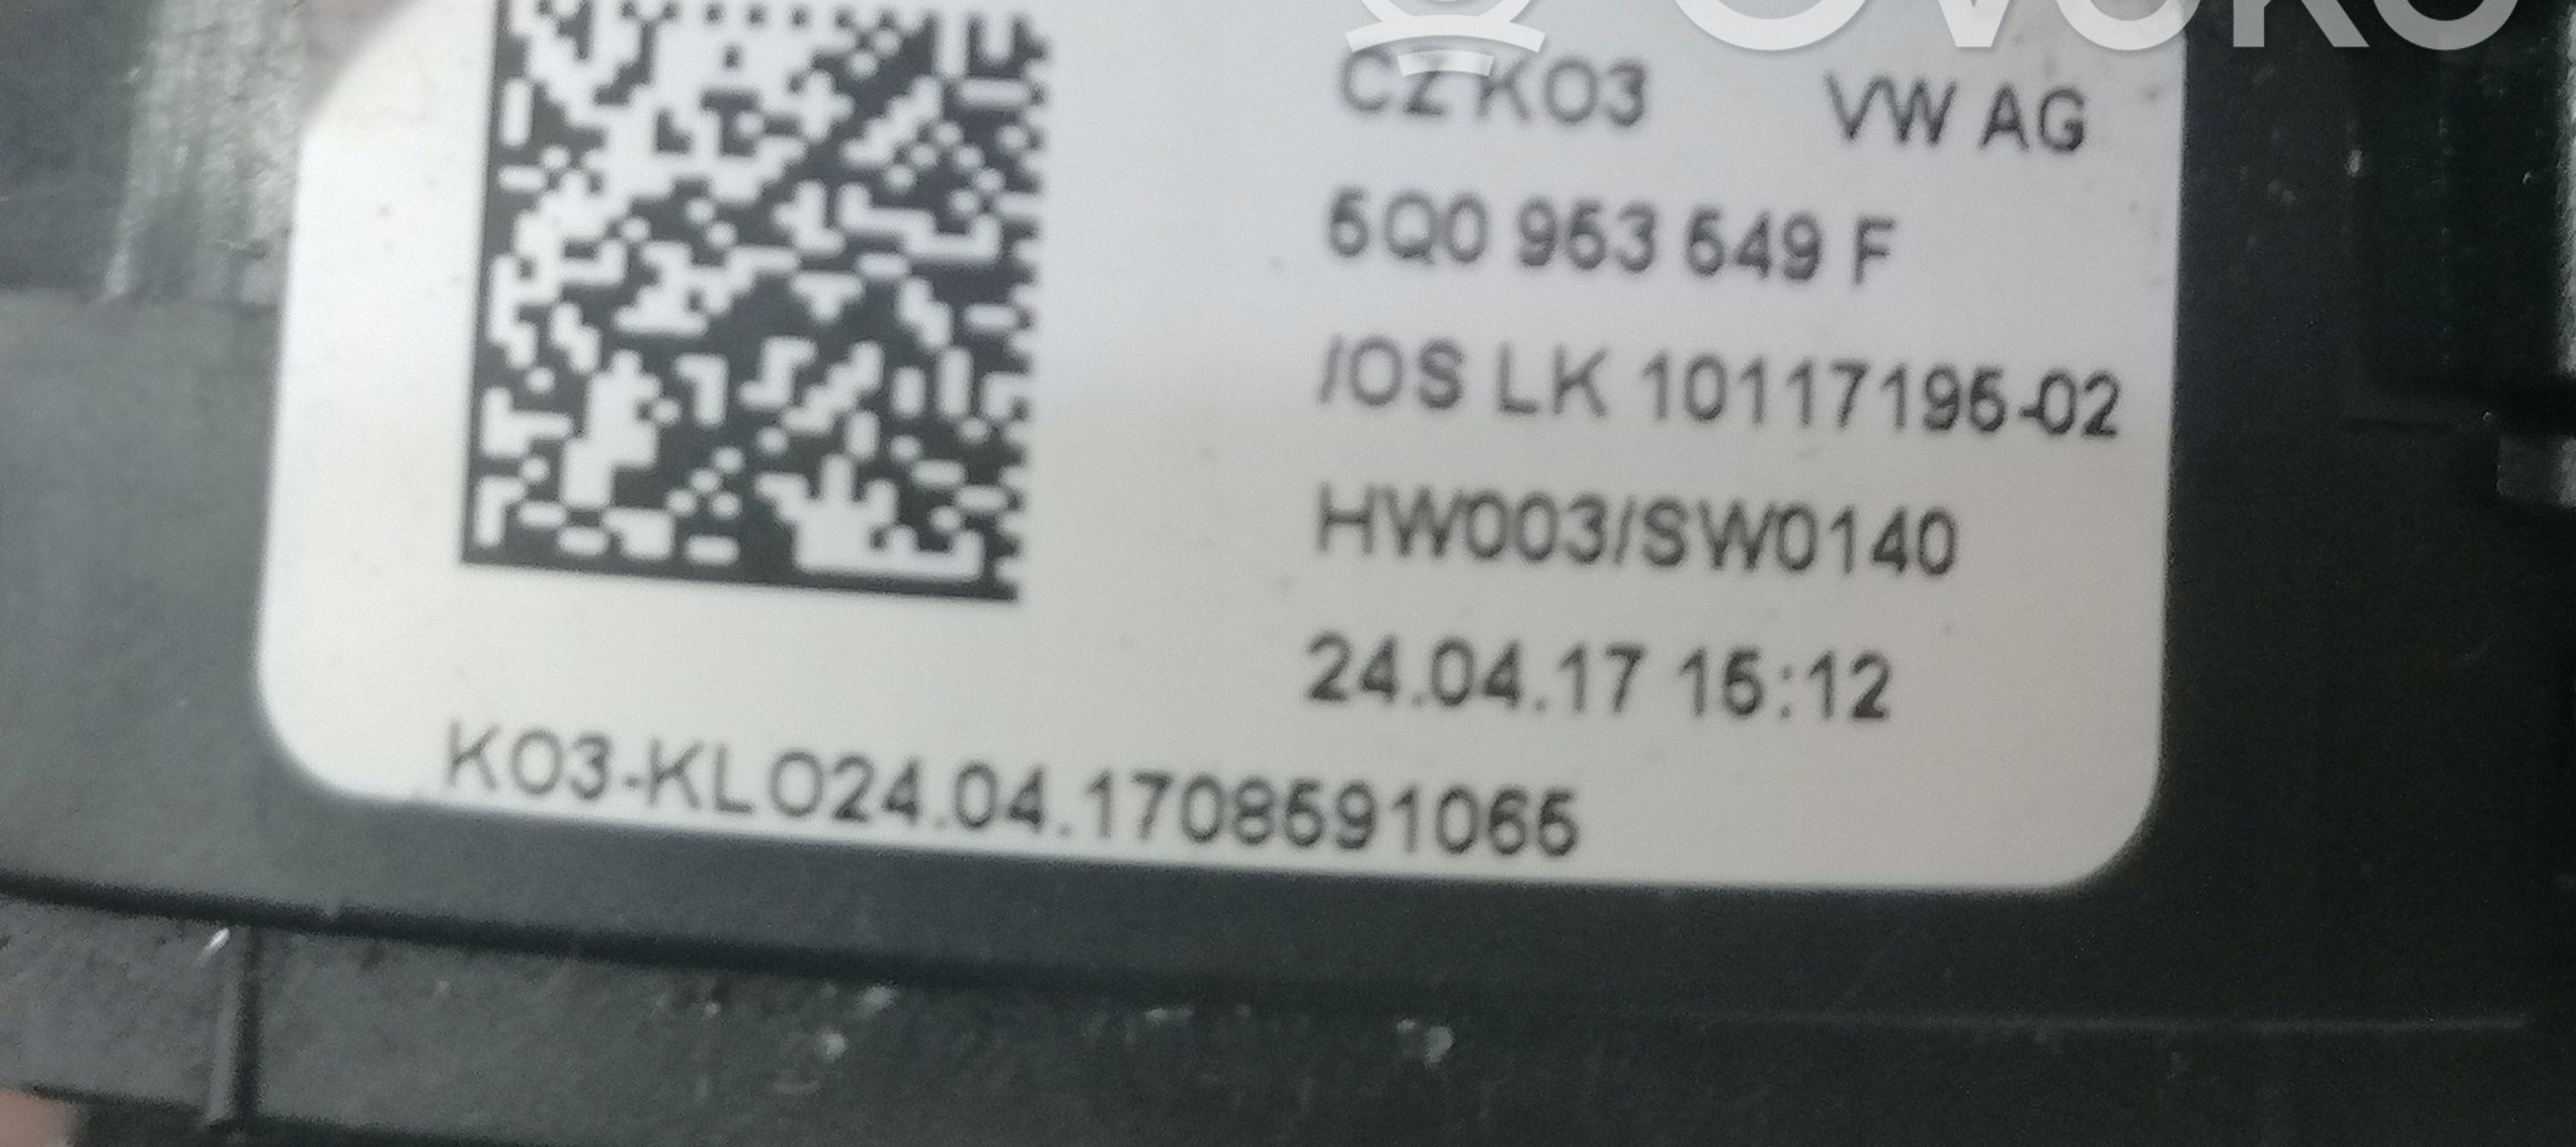 OVOKO
CZ KO3 VW AG
5Q0 953 549 F
/OS LK 10117195-02
HW003/SW0140
24.04.17 15:12
KO3-KLO24.04.1708591065